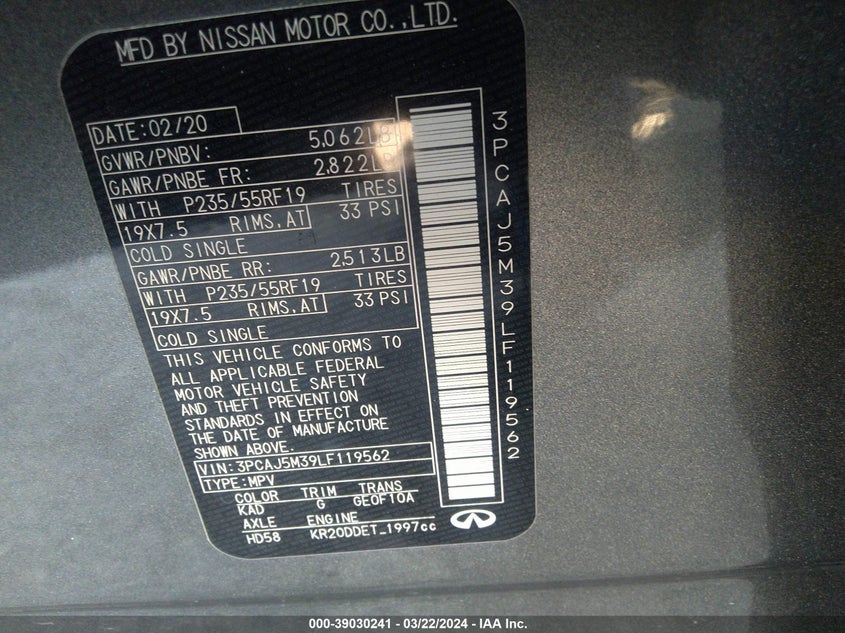 MFD BY NISSAN MOTOR CO.,LTD.
DATE:02/20
GVWR/PNBV: 5,062LB
GAWR/PNBE FR: 2,822LB
WITH P235/55RF19 TIRES
19X7.5 RIMS,AT 33 PSI
COLD SINGLE
GAWR/PNBE RR: 2,513LB
WITH P235/55RF19 TIRES
19X7.5 RIMS,AT 33 PSI
COLD SINGLE
THIS VEHICLE CONFORMS TO
ALL APPLICABLE FEDERAL
MOTOR VEHICLE SAFETY
AND THEFT PREVENTION
STANDARDS IN EFFECT ON
THE DATE OF MANUFACTURE
SHOWN ABOVE.
VIN:3PCAJ5M39LF119562
TYPE:MPV
COLOR TRIM TRANS
KAD G GE0F10A
AXLE ENGINE
HD58 KR20DDET_1997cc
3PCAJ5M39LF119562
000-39030241 - 03/22/2024 - IAA Inc.